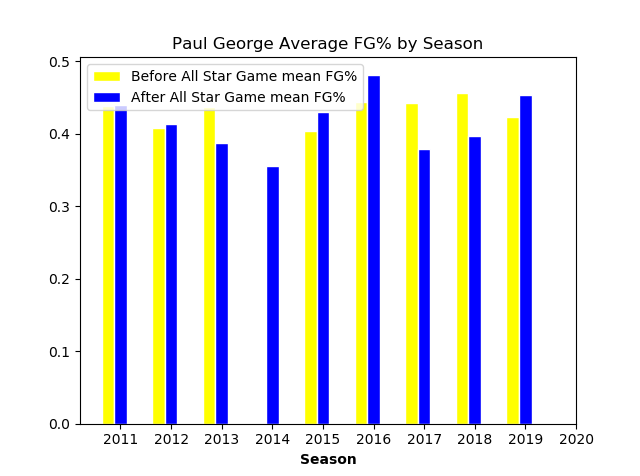 Paul George Average FG% by Season
0.5
Before All Star Game mean FG%
After All Star Game mean FG%
0.4
0.3
0.2
0.1
0.0
2011 2012 2013 2014 2015 2016 2017 2018 2019 2020
Season